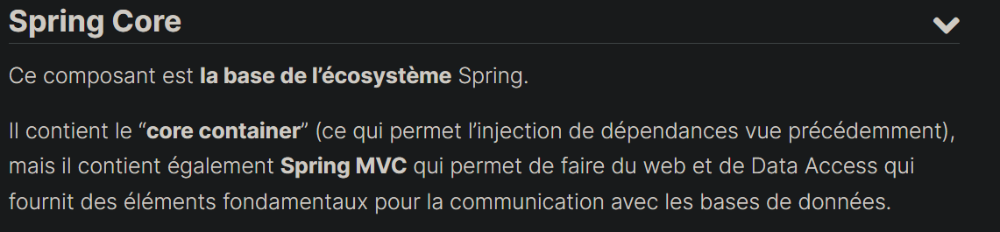 Spring Core
Ce composant est la base de l’écosystème Spring.
Il contient le “core container” (ce qui permet l’injection de dépendances vue précédemment),
mais il contient également Spring MVC qui permet de faire du web et de Data Access qui
fournit des éléments fondamentaux pour la communication avec les bases de données.